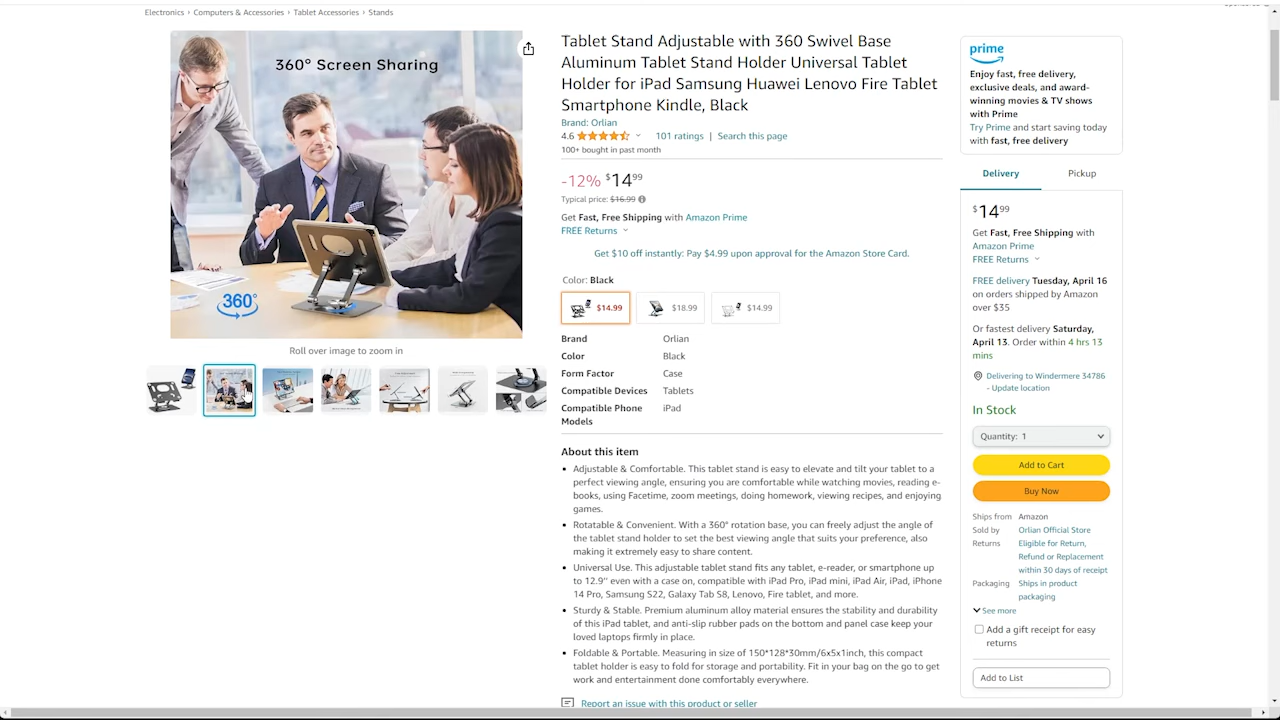 Electronics › Computers & Accessories › Tablet Accessories › Stands
360° Screen Sharing
360°
Roll over image to zoom in
Tablet Stand Adjustable with 360 Swivel Base
Aluminum Tablet Stand Holder Universal Tablet
Holder for iPad Samsung Huawei Lenovo Fire Tablet
Smartphone Kindle, Black
Brand: Orlian
4.6 101 ratings | Search this page
100+ bought in past month
-12% $14 99
Typical price: $16.99
Get Fast, Free Shipping with Amazon Prime
FREE Returns
Get $10 off instantly: Pay $4.99 upon approval for the Amazon Store Card.
Color: Black
$14.99 $18.99 $14.99
Brand Orlian
Color Black
Form Factor Case
Compatible Devices Tablets
Compatible Phone iPad
Models
About this item
• Adjustable & Comfortable. This tablet stand is easy to elevate and tilt your tablet to a
perfect viewing angle, ensuring you are comfortable while watching movies, reading e-
books, using Facetime, zoom meetings, doing homework, viewing recipes, and enjoying
games.
• Rotatable & Convenient. With a 360° rotation base, you can freely adjust the angle of
the tablet stand holder to set the best viewing angle that suits your preference, also
making it extremely easy to share content.
• Universal Use. This adjustable tablet stand fits any tablet, e-reader, or smartphone up
to 12.9'' even with a case on, compatible with iPad Pro, iPad mini, iPad Air, iPad, iPhone
14 Pro, Samsung S22, Galaxy Tab S8, Lenovo, Fire tablet, and more.
• Sturdy & Stable. Premium aluminum alloy material ensures the stability and durability
of this iPad tablet, and anti-slip rubber pads on the bottom and panel case keep your
loved laptops firmly in place.
• Foldable & Portable. Measuring in size of 150*128*30mm/6x5x1inch, this compact
tablet holder is easy to fold for storage and portability. Fit in your bag on the go to get
work and entertainment done comfortably everywhere.
Report an issue with this product or seller
prime
Enjoy fast, free delivery,
exclusive deals, and award-
winning movies & TV shows
with Prime
Try Prime and start saving today
with fast, free delivery
Delivery Pickup
$14 99
Get Fast, Free Shipping with
Amazon Prime
FREE Returns
FREE delivery Tuesday, April 16
on orders shipped by Amazon
over $35
Or fastest delivery Saturday,
April 13. Order within 4 hrs 13
mins
Delivering to Windermere 34786
- Update location
In Stock
Quantity: 1
Add to Cart
Buy Now
Ships from Amazon
Sold by Orlian Official Store
Returns Eligible for Return,
Refund or Replacement
within 30 days of receipt
Packaging Ships in product
packaging
See more
Add a gift receipt for easy
returns
Add to List